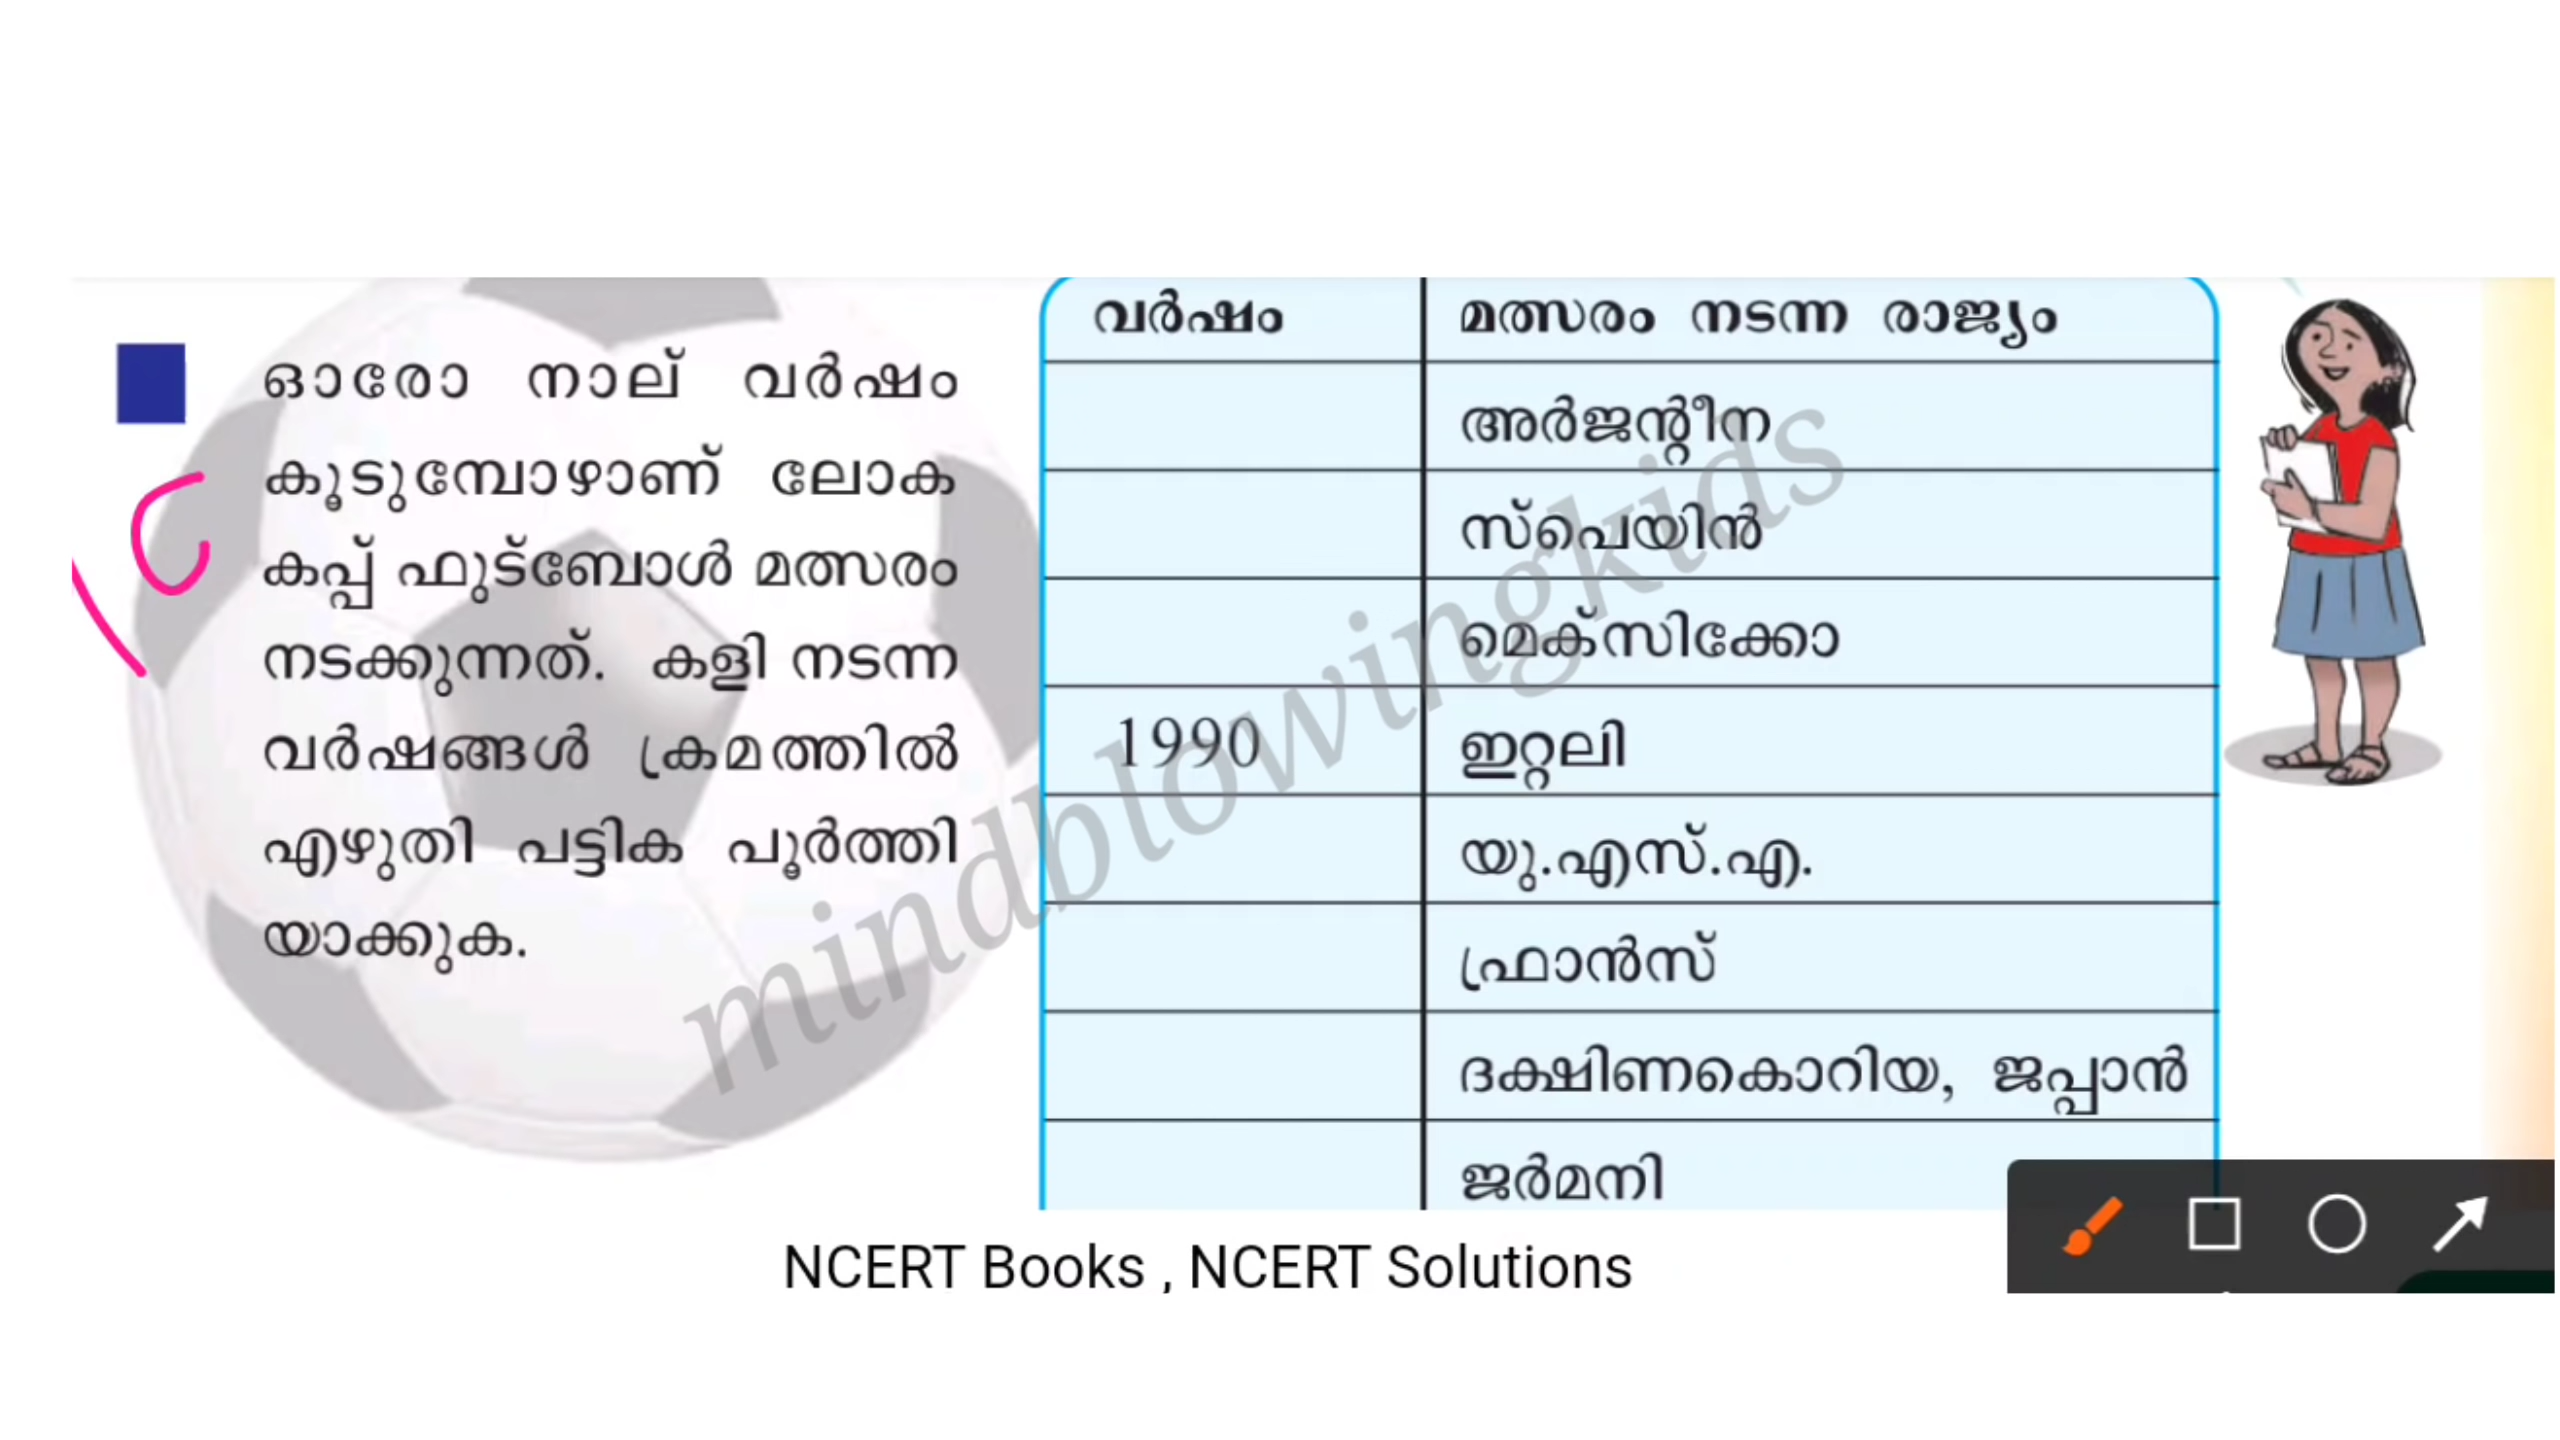 ഓരോ നാല് വർഷം
കൂടുമ്പോഴാണ് ലോക
കപ്പ് ഫുട്ബോൾ മത്സരം
നടക്കുന്നത്. കളി നടന്ന
വർഷങ്ങൾ ക്രമത്തിൽ
എഴുതി പട്ടിക പൂർത്തി
യാക്കുക.
വർഷം മത്സരം നടന്ന രാജ്യം
അർജന്റീന
സ്പെയിൻ
മെക്സിക്കോ
1990 ഇറ്റലി
യു.എസ്.എ.
ഫ്രാൻസ്
ദക്ഷിണകൊറിയ, ജപ്പാൻ
ജർമനി
mindblowingkids
NCERT Books , NCERT Solutions